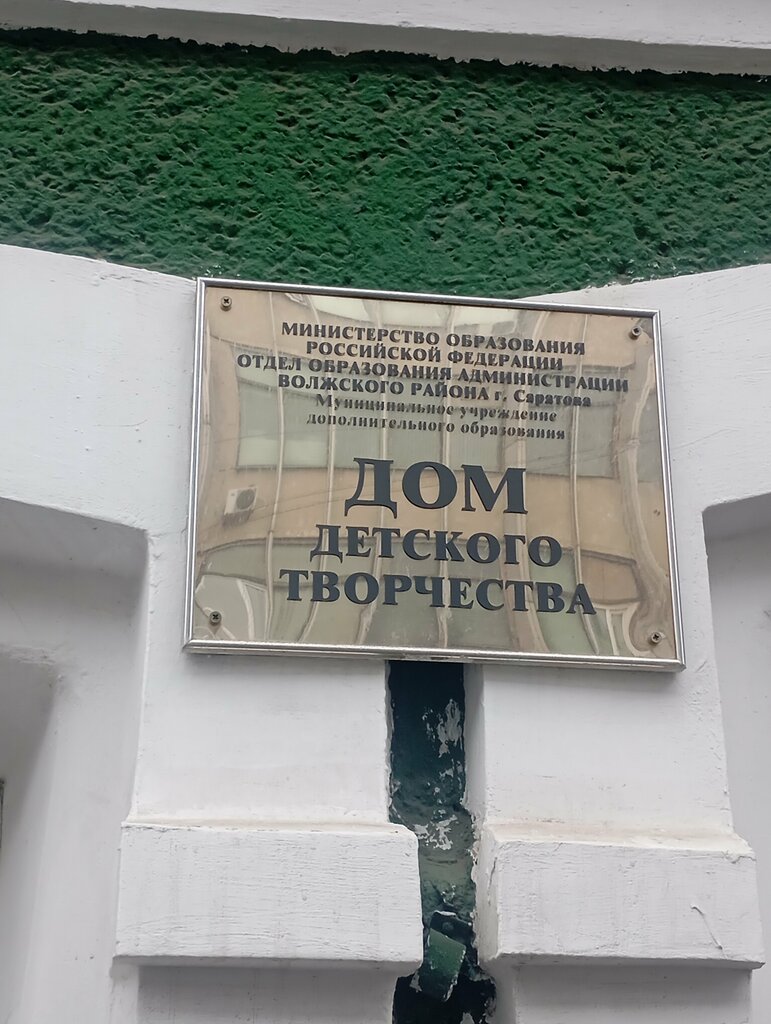 МИНИСТЕРСТВО ОБРАЗОВАНИЯ
РОССИЙСКОЙ ФЕДЕРАЦИИ
ОТДЕЛ ОБРАЗОВАНИЯ АДМИНИСТРАЦИИ
ВОЛЖСКОГО РАЙОНА г. Саратова
Муниципальное учреждение
дополнительного образования
ДОМ
ДЕТСКОГО
ТВОРЧЕСТВА